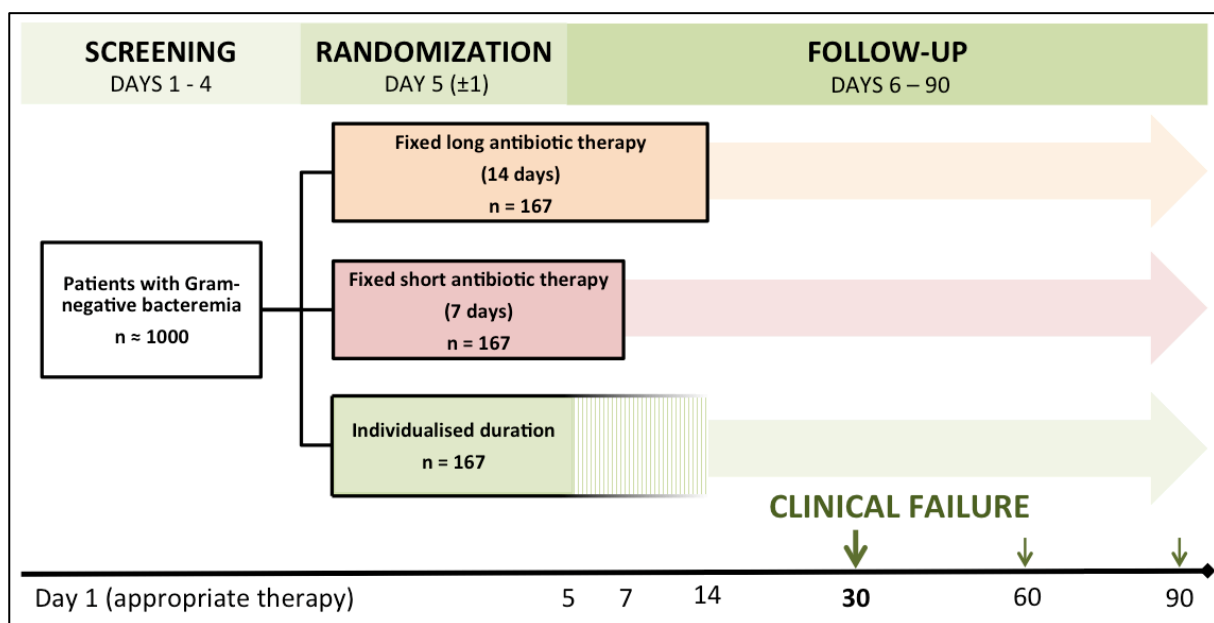 SCREENING
DAYS 1 - 4
RANDOMIZATION
DAY 5 (±1)
FOLLOW-UP
DAYS 6 – 90
Fixed long antibiotic therapy
(14 days)
n = 167
Patients with Gram-
negative bacteremia
n ≈ 1000
Fixed short antibiotic therapy
(7 days)
n = 167
Individualised duration
n = 167
CLINICAL FAILURE
Day 1 (appropriate therapy) 5 7 14 30 60 90